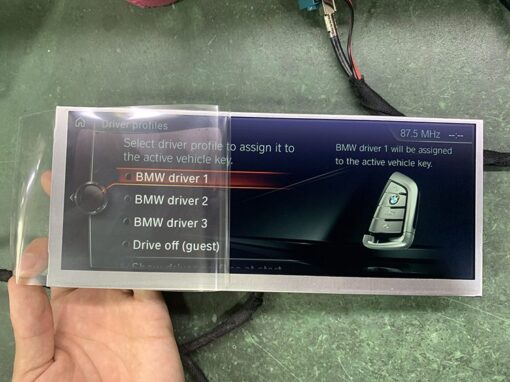 Driver profiles
87.5 MHz --:--
Select driver profile to assign it to
the active vehicle key.
BMW driver 1
BMW driver 2
BMW driver 3
Drive off (guest)
BMW driver 1 will be assigned
to the active vehicle key.